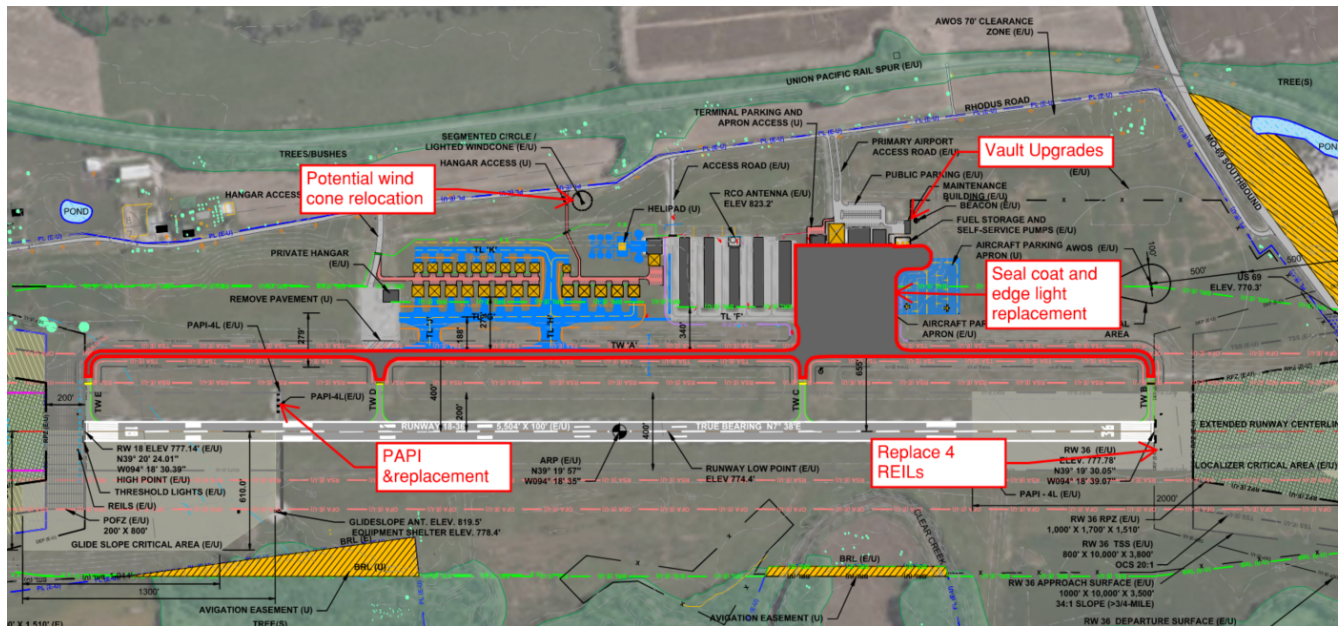 AWOS 70' CLEARANCE
ZONE (E/U)
UNION PACIFIC RAIL SPUR (E/U)
TREE(S)
TERMINAL PARKING AND
APRON ACCESS (U)
RHODUS ROAD
SEGMENTED CIRCLE /
LIGHTED WINDCONE (E/U)
TREES/BUSHES
HANGAR ACCESS (U)
ACCESS ROAD (E/U)
PRIMARY AIRPORT
ACCESS ROAD (E/U)
Vault Upgrades
(E/U)
MO-69 SOUTHBOUND
POND
Potential wind
cone relocation
HANGAR ACCESS
PUBLIC PARKING (E/U)
MAINTENANCE
BUILDING (E/U)
BEACON (E/U)
RCO ANTENNA (E/U)
ELEV 823.2'
HELIPAD (U)
FUEL STORAGE AND
SELF-SERVICE PUMPS (E/U)
POND
PRIVATE HANGAR
(E/U)
TL 'K'
AIRCRAFT PARKING
APRON (U)
AWOS (E/U)
100'
500'
500'
US 69
ELEV. 770.3'
Seal coat and
edge light
replacement
REMOVE PAVEMENT (U)
PAPI-4L (E/U)
279'
188'
340'
TL 'F'
AIRCRAFT
APRON (E/U)
AREA
TW 'A'
655'
TW E
PAPI-4L(E/U)
TW D
TW C
TW B
200'
400'
200'
400'
RUNWAY 18-36
5,504' X 100' (E/U)
TRUE BEARING
36
EXTENDED RUNWAY CENTERLIN
PAPI
&replacement
Replace 4
REILs
RW 18 ELEV 777.14' (E/U)
N39° 20' 24.01"
W094° 18' 30.39"
HIGH POINT (E/U)
THRESHOLD LIGHTS (E/U)
REILS (E/U)
POFZ (E/U)
200' X 800'
GLIDE SLOPE CRITICAL AREA (E/U)
610.0'
ARP (E/U)
N39° 19' 57"
W094° 18' 35"
RUNWAY LOW POINT (E/U)
ELEV 774.4'
RW 36 (E/U)
ELEV. 777.78'
N39° 19' 30.05"
W094° 18' 39.07"
PAPI - 4L (E/U)
LOCALIZER CRITICAL AREA (E/U)
2000'
GLIDESLOPE ANT. ELEV. 819.5'
EQUIPMENT SHELTER ELEV. 778.4'
RW 36 RPZ (E/U)
1,000' X 1,700' X 1,510'
RW 36 TSS (E/U)
800' X 10,000' X 3,800'
OCS 20:1
CLEAR CREEK
BRL (E/U)
BRL (U)
BRL (E/U)
RW 36 APPROACH SURFACE (E/U)
1000' X 10,000' X 3,500'
34:1 SLOPE (>3/4-MILE)
1300'
AVIGATION EASEMENT (U)
TREE(S)
AVIGATION EASEMENT (U)
RW 36 DEPARTURE SURFACE (E/U)